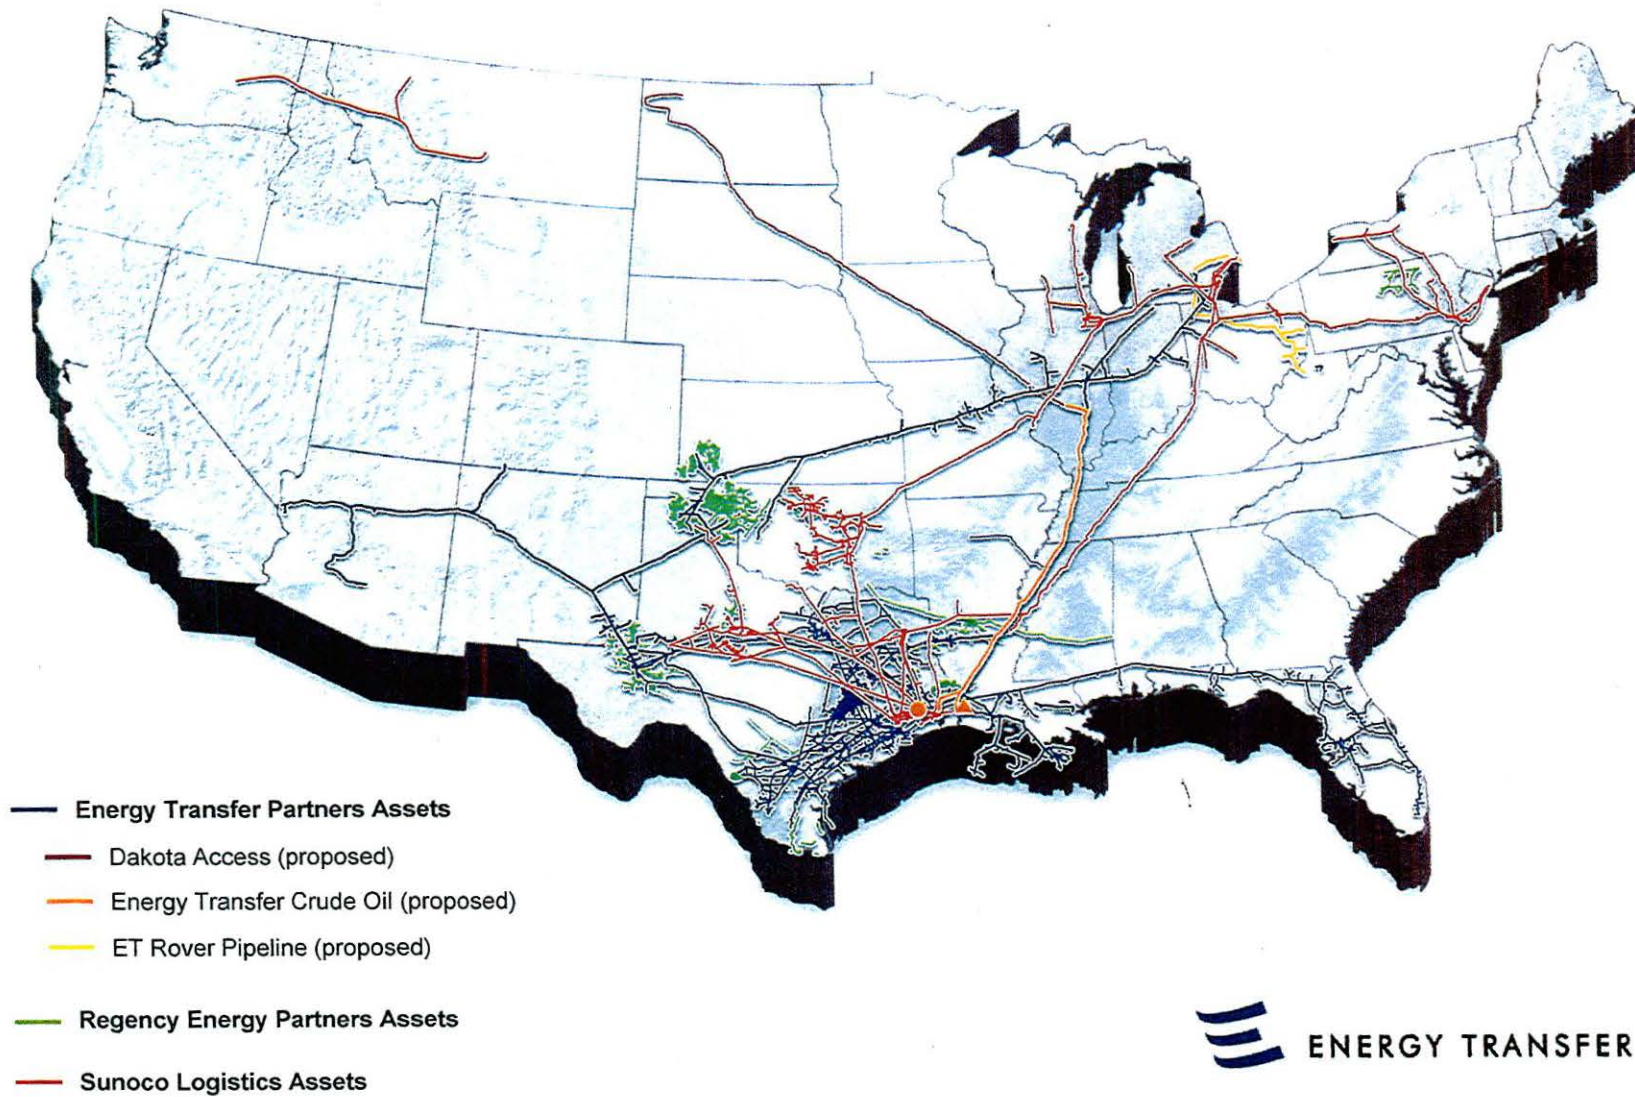 Energy Transfer Partners Assets
Dakota Access (proposed)
Energy Transfer Crude Oil (proposed)
ET Rover Pipeline (proposed)
Regency Energy Partners Assets
Sunoco Logistics Assets
ENERGY TRANSFER